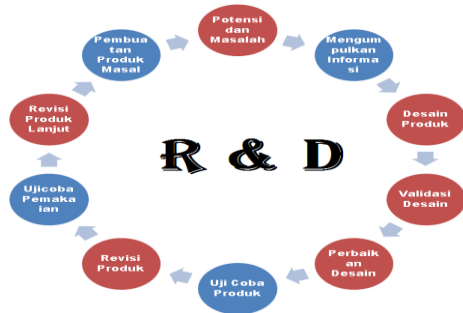 Potensi
dan
Masalah
Mengum
pulkan
Informa
si
Desain
Produk
Validasi
Desain
Perbaik
an
Desain
Uji Coba
Produk
Revisi
Produk
Ujicoba
Pemaka
ian
Revisi
Produk
Lanjut
Pembua
tan
Produk
Masal
R & D